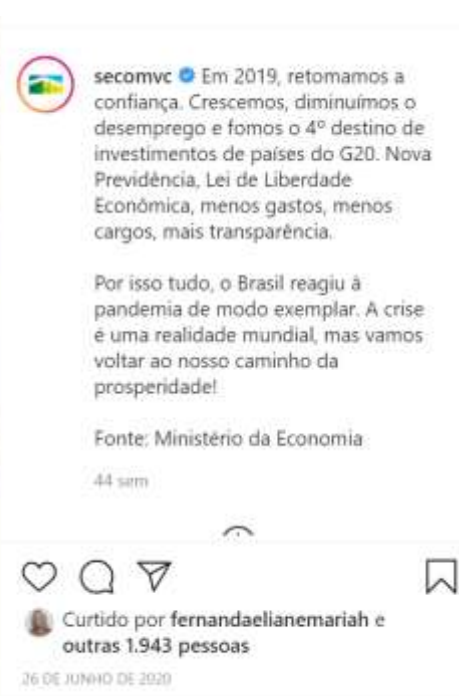 secomvc Em 2019, retomamos a
confiança. Crescemos, diminuímos o
desemprego e fomos o 4º destino de
investimentos de países do G20. Nova
Previdência, Lei de Liberdade
Econômica, menos gastos, menos
cargos, mais transparência.
Por isso tudo, o Brasil reagiu à
pandemia de modo exemplar. A crise
é uma realidade mundial, mas vamos
voltar ao nosso caminho da
prosperidade!
Fonte: Ministério da Economia
44 sem
Curtido por fernandaelianemariah e
outras 1.943 pessoas
26 DE JUNHO DE 2020